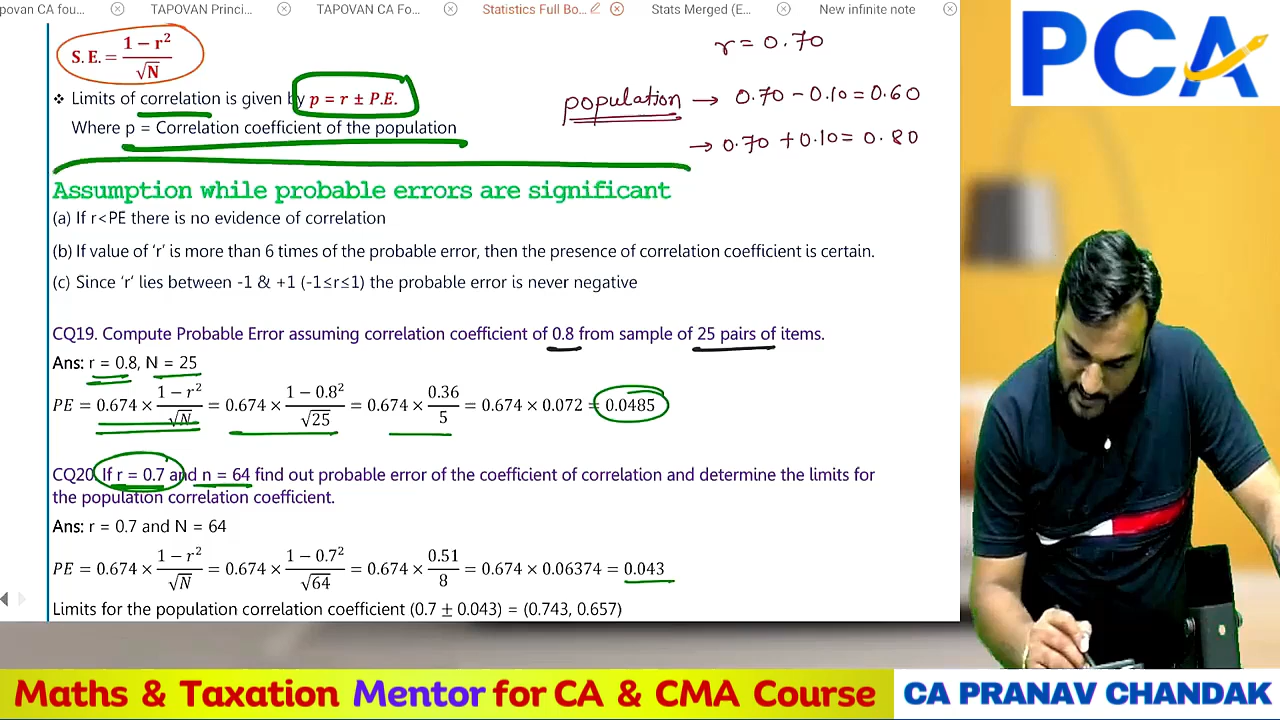 apovan CA fou... TAPOVAN Princi... TAPOVAN CA Fo... Statistics Full Bo... Stats Merged (E... New infinite note
S. E. = 1 − r² / √N
❖ Limits of correlation is given by p = r ± P.E.
Where p = Correlation coefficient of the population
r = 0.70
population → 0.70 - 0.10 = 0.60
→ 0.70 + 0.10 = 0.80
PCA
Assumption while probable errors are significant
(a) If r<PE there is no evidence of correlation
(b) If value of ‘r’ is more than 6 times of the probable error, then the presence of correlation coefficient is certain.
(c) Since ‘r’ lies between -1 & +1 (-1≤r≤1) the probable error is never negative
CQ19. Compute Probable Error assuming correlation coefficient of 0.8 from sample of 25 pairs of items.
Ans: r = 0.8, N = 25
PE = 0.674 × 1 − r² / √N = 0.674 × 1 − 0.8² / √25 = 0.674 × 0.36 / 5 = 0.674 × 0.072 = 0.0485
CQ20. If r = 0.7 and n = 64 find out probable error of the coefficient of correlation and determine the limits for
the population correlation coefficient.
Ans: r = 0.7 and N = 64
PE = 0.674 × 1 − r² / √N = 0.674 × 1 − 0.7² / √64 = 0.674 × 0.51 / 8 = 0.674 × 0.06374 = 0.043
Limits for the population correlation coefficient (0.7 ± 0.043) = (0.743, 0.657)
Maths & Taxation Mentor for CA & CMA Course
CA PRANAV CHANDAK